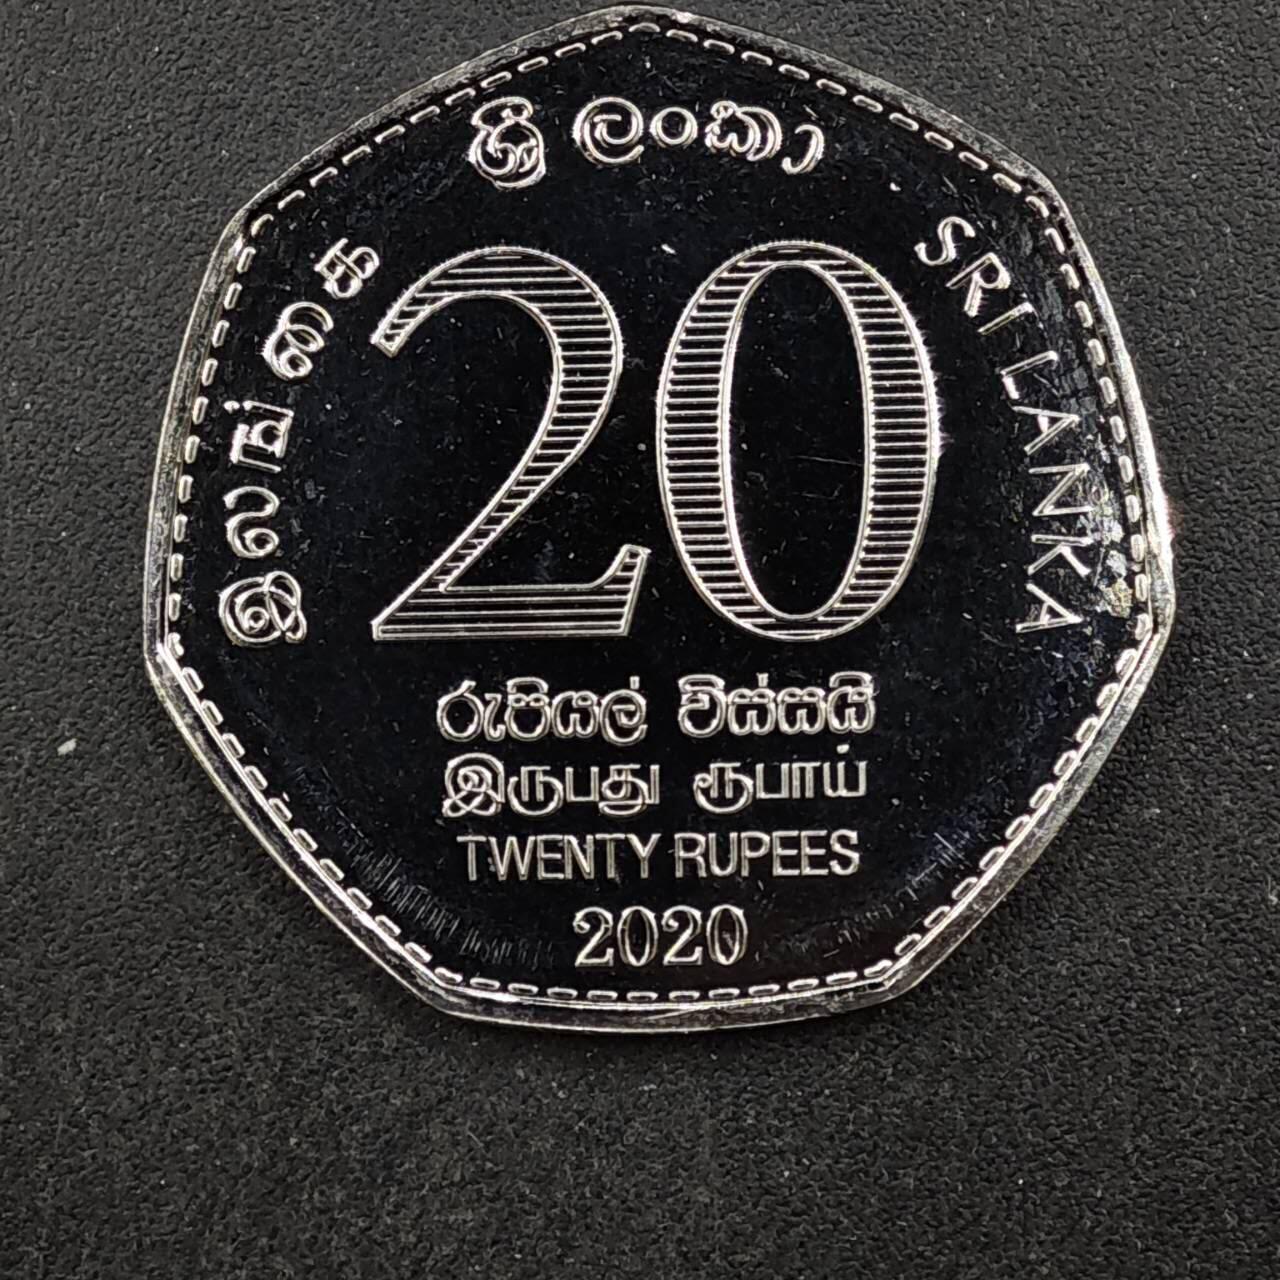 ශ්‍රී ලංකා
இலங்கை
SRI LANKA
20
රුපියල් විස්සයි
இருபது ரூபாய்
TWENTY RUPEES
2020